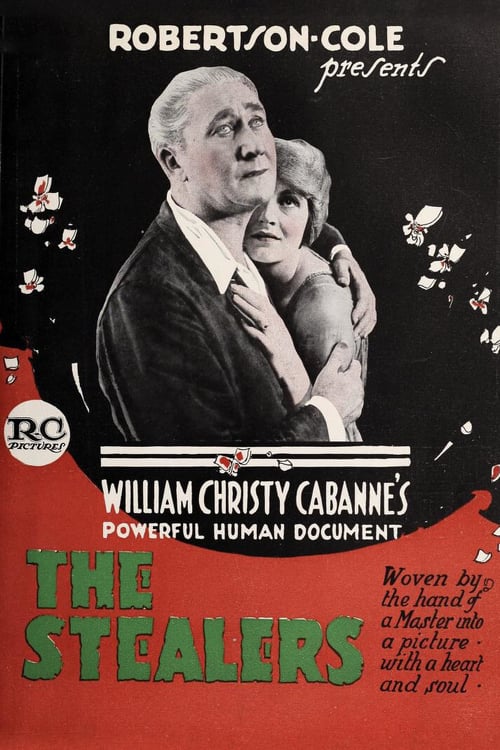 ROBERTSON-COLE
presents
R-C
PICTURES
WILLIAM CHRISTY CABANNE'S
POWERFUL HUMAN DOCUMENT
THE
STEALERS
Woven by
the hand of
a Master into
a picture ·
with a heart
and soul ·